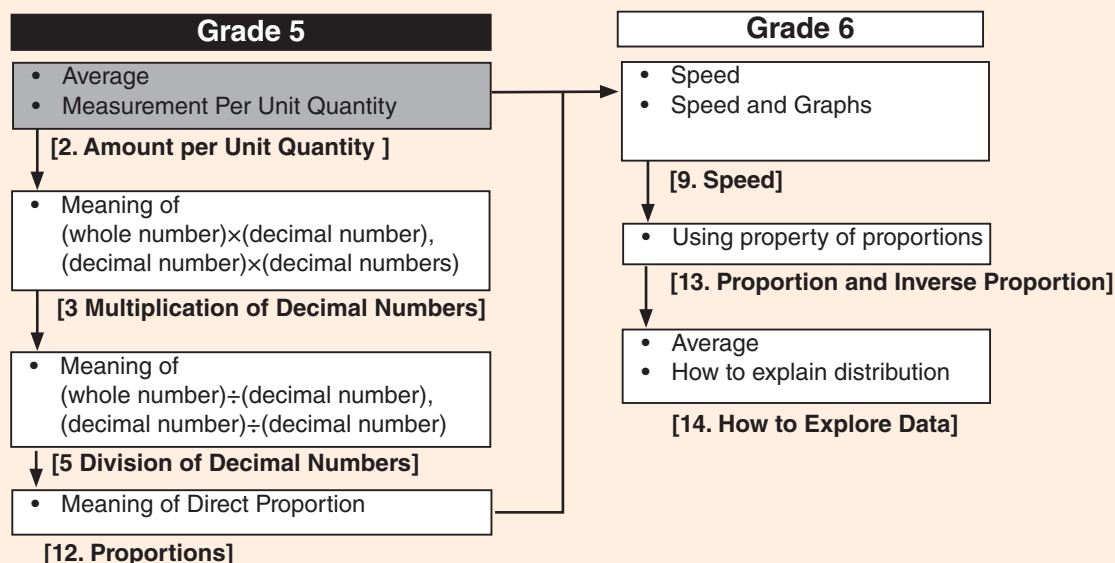 Grade 5
• Average
• Measurement Per Unit Quantity
[2. Amount per Unit Quantity ]
• Meaning of
(whole number)×(decimal number),
(decimal number)×(decimal numbers)
[3 Multiplication of Decimal Numbers]
• Meaning of
(whole number)÷(decimal number),
(decimal number)÷(decimal number)
[5 Division of Decimal Numbers]
• Meaning of Direct Proportion
[12. Proportions]
Grade 6
• Speed
• Speed and Graphs
[9. Speed]
• Using property of proportions
[13. Proportion and Inverse Proportion]
• Average
• How to explain distribution
[14. How to Explore Data]